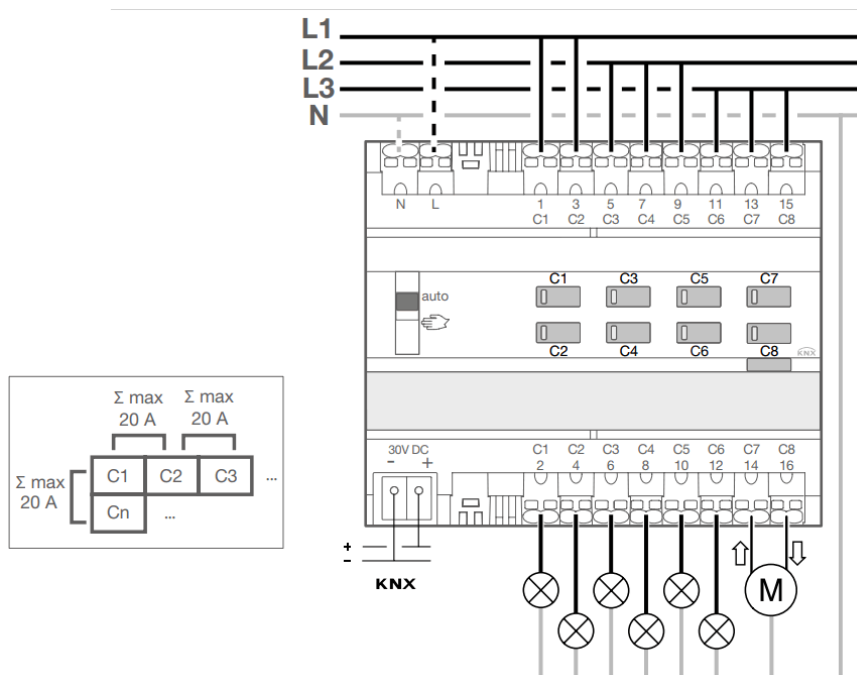 L1
L2
L3
N
N L 1 3 5 7 9 11 13 15
C1 C2 C3 C4 C5 C6 C7 C8
C1 C3 C5 C7
auto
C2 C4 C6 C8 KNX
Σ max Σ max
20 A 20 A
Σ max
20 A
C1 C2 C3 ...
Cn ...
30V DC C1 C2 C3 C4 C5 C6 C7 C8
- + 2 4 6 8 10 12 14 16
+
-
KNX
M